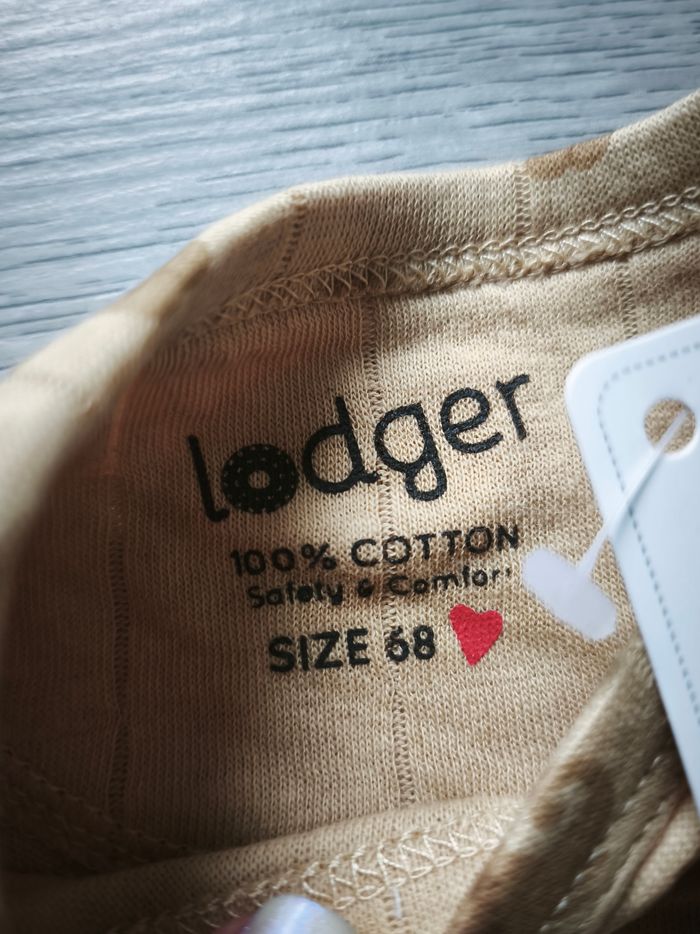 lodger
100% COTTON
Safety & Comfort
SIZE 68